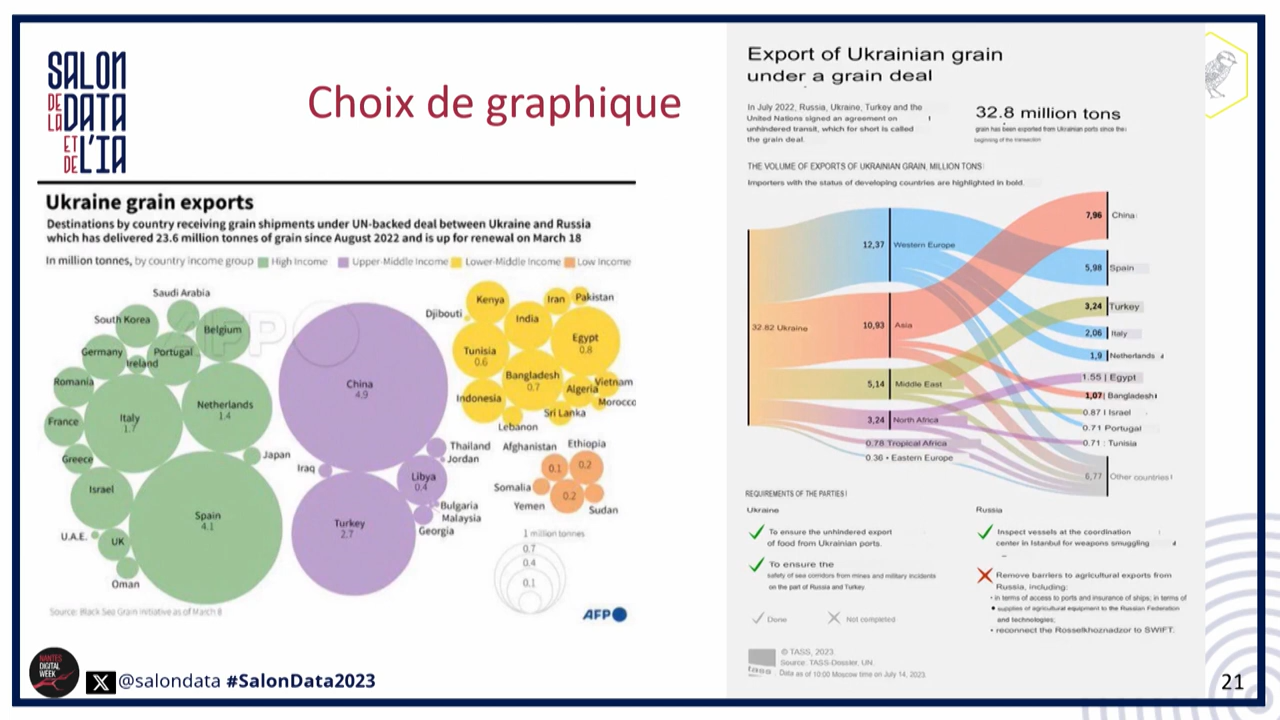 SALON
DE LA DATA
ET DE L'IA
Choix de graphique
Ukraine grain exports
Destinations by country receiving grain shipments under UN-backed deal between Ukraine and Russia
which has delivered 23.6 million tonnes of grain since August 2022 and is up for renewal on March 18
In million tonnes, by country income group High Income Upper-Middle Income Lower-Middle Income Low Income
Saudi Arabia
South Korea
Belgium
Germany
Portugal
Ireland
Romania
Netherlands
1.4
Italy
1.7
France
Greece
Japan
Israel
Spain
4.1
U.A.E.
UK
Oman
AFP
China
4.9
Iraq
Thailand
Jordan
Libya
0.4
Turkey
2.7
Bulgaria
Malaysia
Georgia
Kenya
Iran
Pakistan
Djibouti
India
Egypt
0.8
Tunisia
0.6
Bangladesh
0.7
Algeria
Vietnam
Morocco
Indonesia
Sri Lanka
Lebanon
Afghanistan
Ethiopia
0.1
0.2
Somalia
0.2
Yemen
Sudan
1 million tonnes
0.7
0.4
0.1
Source: Black Sea Grain Initiative as of March 8
AFP
Export of Ukrainian grain
under a grain deal
In July 2022, Russia, Ukraine, Turkey and the
United Nations signed an agreement on
unhindered transit, which for short is called
the grain deal.
32.8 million tons
grain has been exported from Ukrainian ports since the
beginning of the transaction
THE VOLUME OF EXPORTS OF UKRAINIAN GRAIN, MILLION TONS
Importers with the status of developing countries are highlighted in bold.
32.82 Ukraine
12,37 Western Europe
10,93 Asia
5,14 Middle East
3,24 North Africa
0.78 Tropical Africa
0.36 • Eastern Europe
7,96 China
5,98 Spain
3,24 Turkey
2,06 Italy
1,9 Netherlands
1.55 | Egypt
1,07 | Bangladesh
0.87 I Israel
0.71 Portugal
0.71 : Tunisia
6,77 Other countries
REQUIREMENTS OF THE PARTIES
Ukraine
To ensure the unhindered export
of food from Ukrainian ports.
To ensure the
safety of sea corridors from mines and military incidents
on the part of Russia and Turkey
Done Not completed
Russia
Inspect vessels at the coordination
center in Istanbul for weapons smuggling
Remove barriers to agricultural exports from
Russia, including:
• in terms of access to ports and insurance of ships; in terms of
• supplies of agricultural equipment to the Russian Federation
and technologies;
• reconnect the Rosselkhoznadzor to SWIFT.
tass
© TASS, 2023.
Source: TASS-Dossier, UN.
Data as of 10:00 Moscow time on July 14, 2023.
NANTES
DIGITAL
WEEK
X @salondata #SalonData2023
21